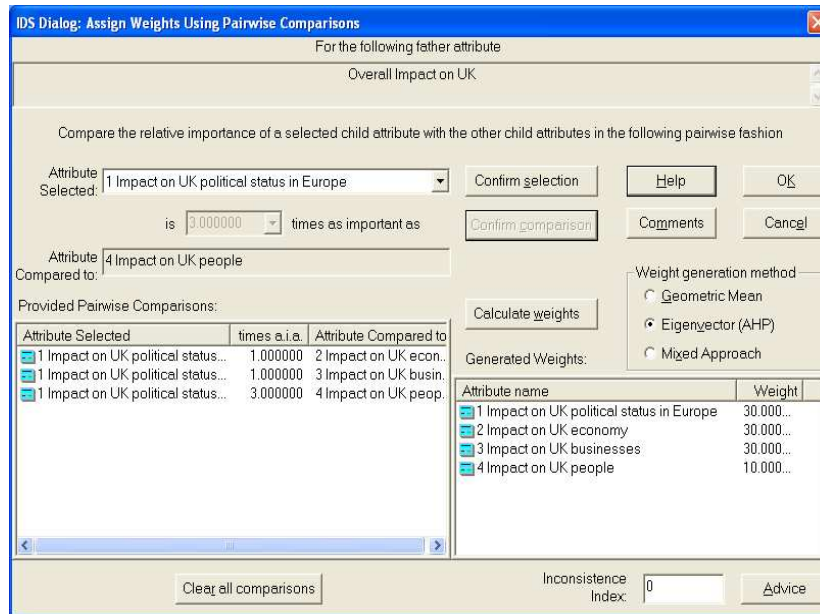 IDS Dialog: Assign Weights Using Pairwise Comparisons
For the following father attribute
Overall Impact on UK
Compare the relative importance of a selected child attribute with the other child attributes in the following pairwise fashion
Attribute Selected:
1 Impact on UK political status in Europe
Confirm selection
Help
OK
is
3.000000
times as important as
Confirm comparison
Comments
Cancel
Attribute Compared to:
4 Impact on UK people
Weight generation method
Geometric Mean
Eigenvector (AHP)
Mixed Approach
Provided Pairwise Comparisons:
Calculate weights
Attribute Selected times a.i.a. Attribute Compared to
1 Impact on UK political status... 1.000000 2 Impact on UK econ..
1 Impact on UK political status... 1.000000 3 Impact on UK busin..
1 Impact on UK political status... 3.000000 4 Impact on UK peop..
Generated Weights:
Attribute name Weight
1 Impact on UK political status in Europe 30.000...
2 Impact on UK economy 30.000...
3 Impact on UK businesses 30.000...
4 Impact on UK people 10.000...
Clear all comparisons
Inconsistence Index:
0
Advice